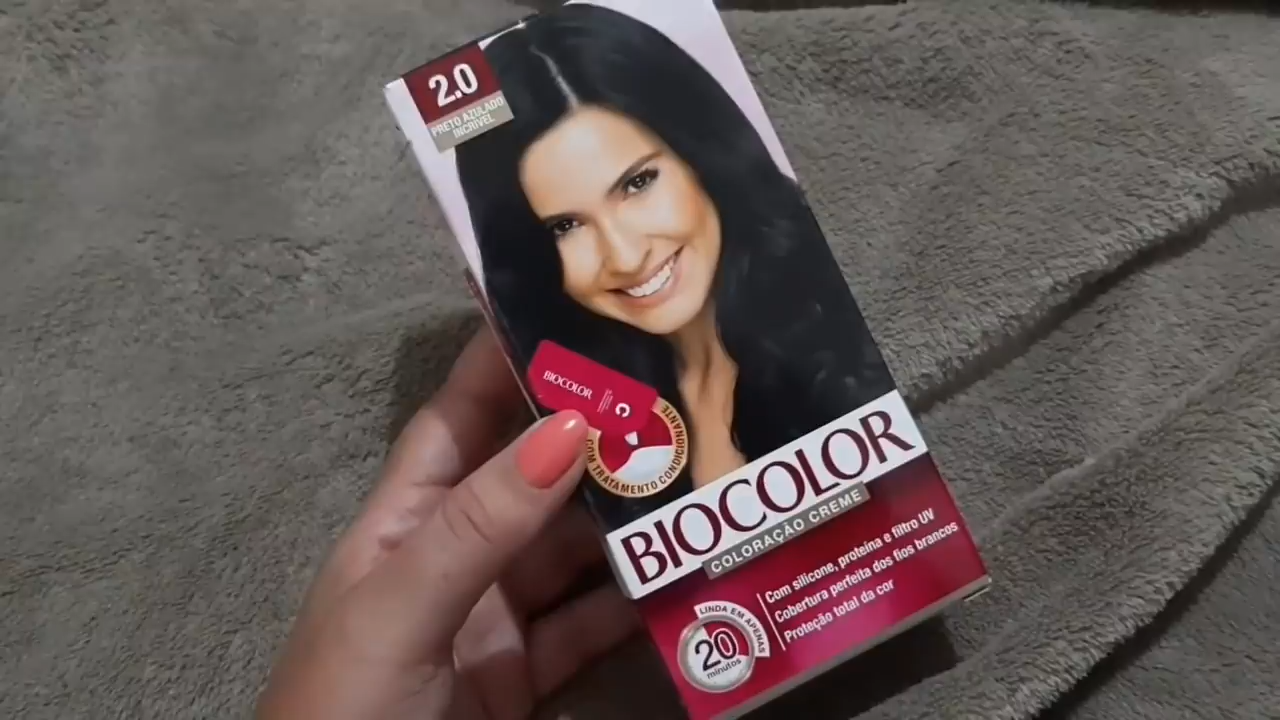 2.0
PRETO AZULADO
INCRÍVEL
BIOCOLOR
COM TRATAMENTO CONDICIONANTE
BIOCOLOR
COLORAÇÃO CREME
Com silicone, proteína e filtro UV
Cobertura perfeita dos fios brancos
Proteção total da cor
LINDA EM APENAS
20
minutos